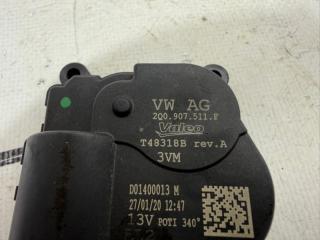 VW AG
2Q0.907.511.F
Valeo
T48318B rev.A
3VM
D01400013 M
27/01/20 12:47
13V POTI 340°